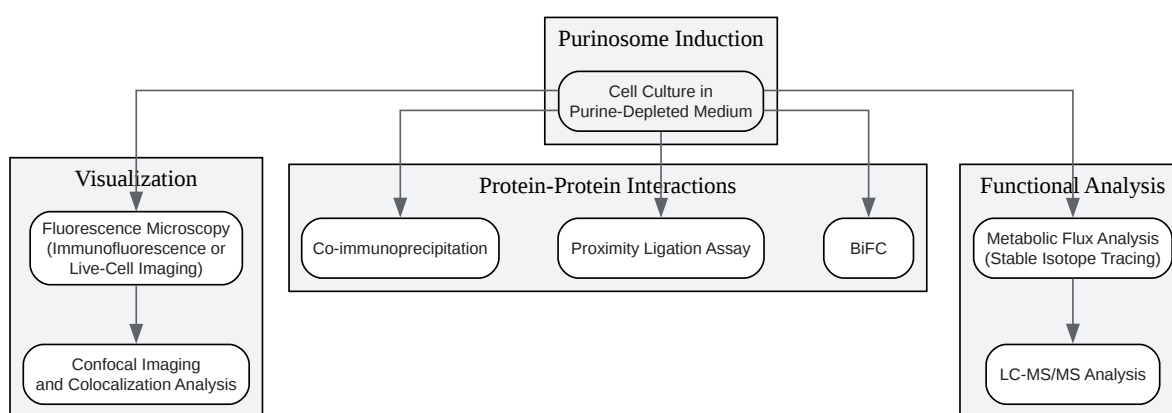 Purinosome Induction
Cell Culture in
Purine-Depleted Medium
Visualization
Fluorescence Microscopy
(Immunofluorescence or
Live-Cell Imaging)
Confocal Imaging
and Colocalization Analysis
Protein-Protein Interactions
Co-immunoprecipitation
Proximity Ligation Assay
BiFC
Functional Analysis
Metabolic Flux Analysis
(Stable Isotope Tracing)
LC-MS/MS Analysis